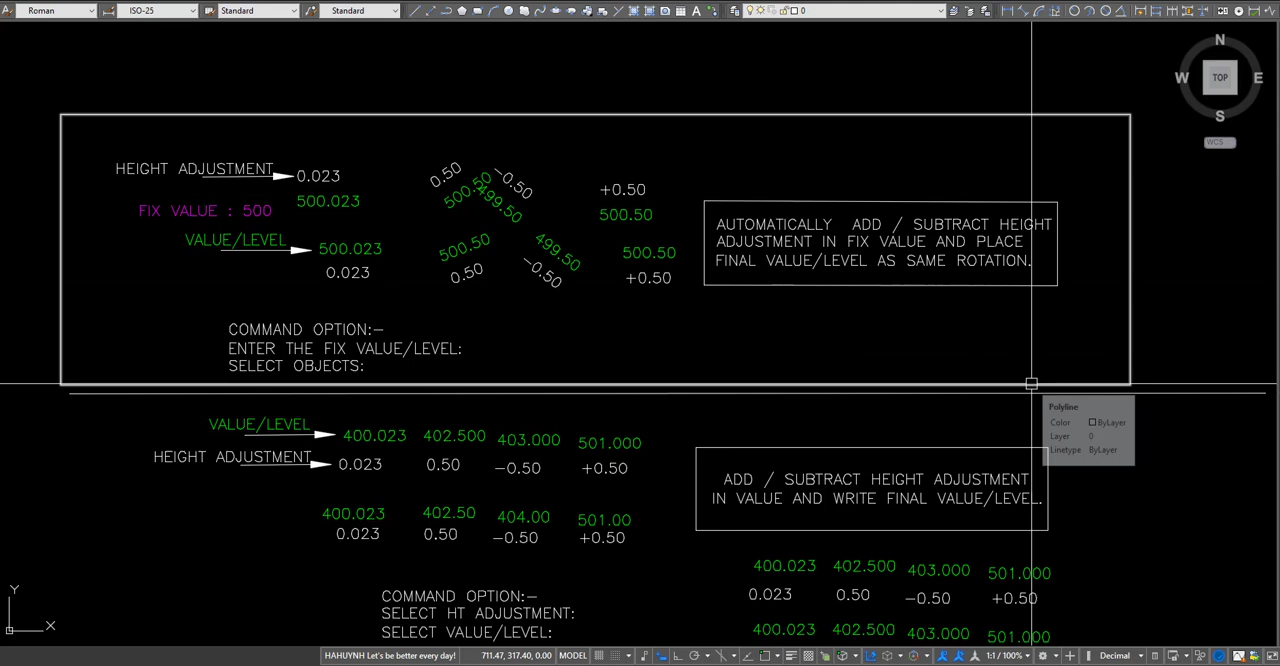 Roman ISO-25 Standard Standard 0
N
W TOP E
S
WCS
HEIGHT ADJUSTMENT 0.023 0.50 −0.50 +0.50
FIX VALUE : 500 500.023 500.50 499.50 500.50
VALUE/LEVEL 500.023 500.50 499.50 500.50
0.023 0.50 −0.50 +0.50
AUTOMATICALLY ADD / SUBTRACT HEIGHT
ADJUSTMENT IN FIX VALUE AND PLACE
FINAL VALUE/LEVEL AS SAME ROTATION.
COMMAND OPTION:−
ENTER THE FIX VALUE/LEVEL:
SELECT OBJECTS:
Polyline
Color ByLayer
Layer 0
Linetype ByLayer
VALUE/LEVEL 400.023 402.500 403.000 501.000
HEIGHT ADJUSTMENT 0.023 0.50 −0.50 +0.50
ADD / SUBTRACT HEIGHT ADJUSTMENT
IN VALUE AND WRITE FINAL VALUE/LEVEL.
400.023 402.50 404.00 501.00
0.023 0.50 −0.50 +0.50
400.023 402.500 403.000 501.000
0.023 0.50 −0.50 +0.50
400.023 402.500 403.000 501.000
COMMAND OPTION:−
SELECT HT ADJUSTMENT:
SELECT VALUE/LEVEL:
Y
X
HAHUYNH Let's be better every day! 711.47, 317.40, 0.00 MODEL 1:1 / 100% Decimal